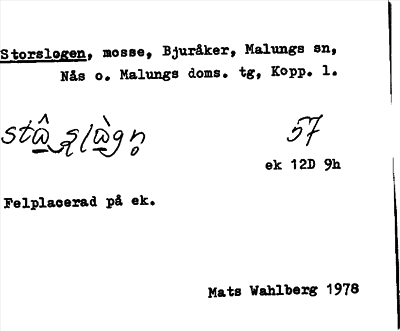 Storslogen, mosse, Bjuråker, Malungs sn,
Nås o. Malungs doms. tg, Kopp. l.
57
ek 12D 9h
Felplacerad på ek.
Mats Wahlberg 1978